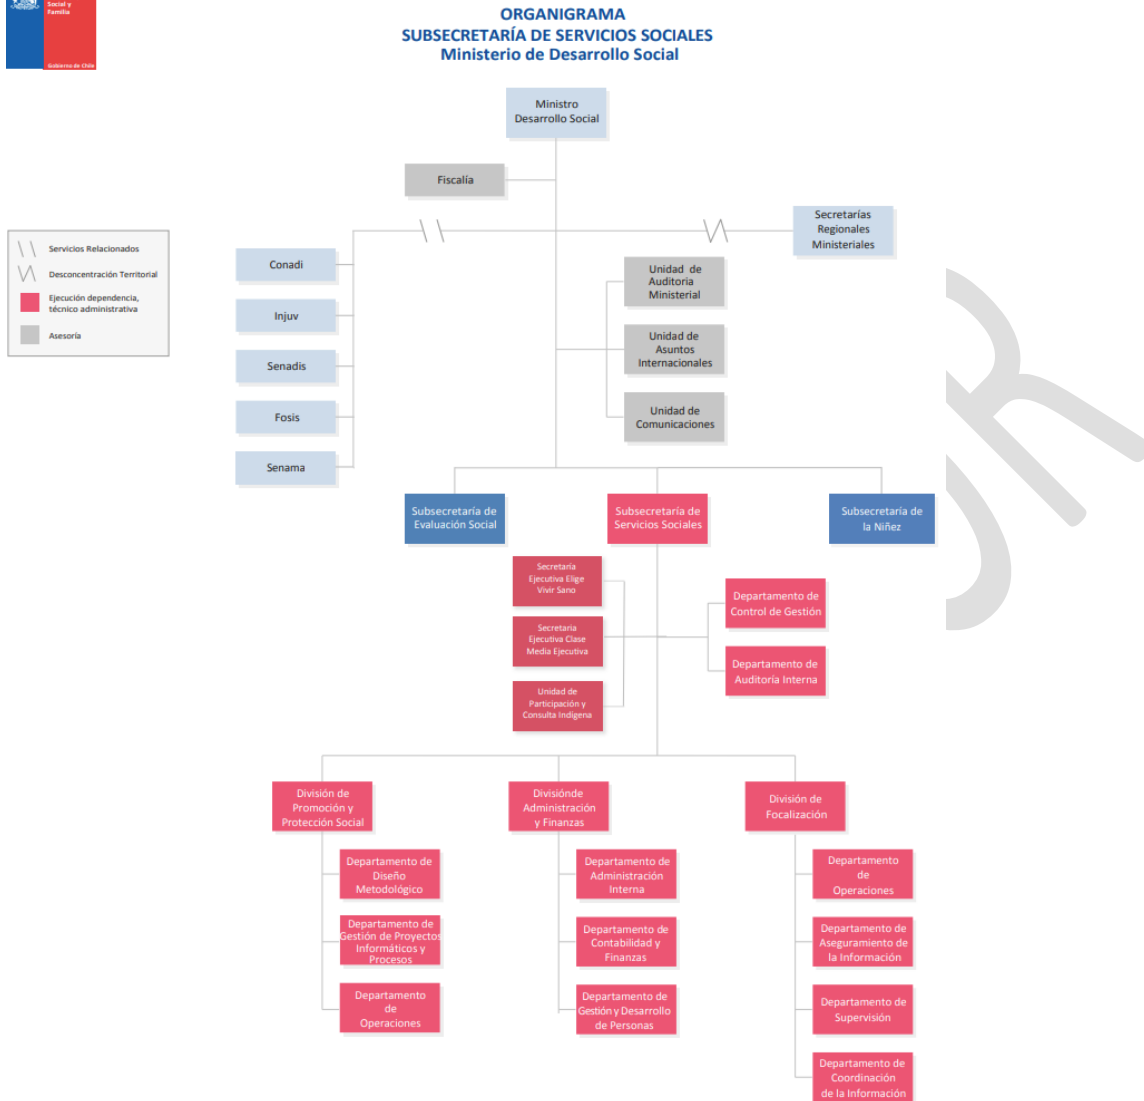 Social y
Familia
Gobierno de Chile
ORGANIGRAMA
SUBSECRETARÍA DE SERVICIOS SOCIALES
Ministerio de Desarrollo Social
Ministro
Desarrollo Social
Fiscalía
Secretarías
Regionales
Ministeriales
Servicios Relacionados
Desconcentración Territorial
Ejecución dependencia,
técnico administrativa
Asesoría
Conadi
Injuv
Senadis
Fosis
Senama
Unidad de
Auditoria
Ministerial
Unidad de
Asuntos
Internacionales
Unidad de
Comunicaciones
Subsecretaría de
Evaluación Social
Subsecretaría de
Servicios Sociales
Subsecretaría de
la Niñez
Secretaría
Ejecutiva Elige
Vivir Sano
Secretaria
Ejecutiva Clase
Media Ejecutiva
Unidad de
Participación y
Consulta Indígena
Departamento de
Control de Gestión
Departamento de
Auditoría Interna
División de
Promoción y
Protección Social
Departamento de
Diseño
Metodológico
Departamento de
Gestión de Proyectos
Informáticos y
Procesos
Departamento
de
Operaciones
Divisiónde
Administración
y Finanzas
Departamento de
Administración
Interna
Departamento de
Contabilidad y
Finanzas
Departamento de
Gestión y Desarrollo
de Personas
División de
Focalización
Departamento
de
Operaciones
Departamento de
Aseguramiento de
la Información
Departamento de
Supervisión
Departamento de
Coordinación
de la Información